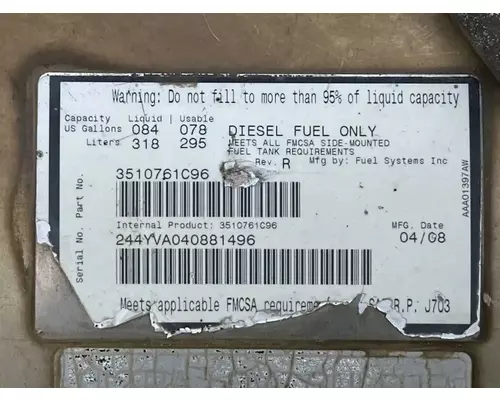 Warning: Do not fill to more than 95% of liquid capacity
Capacity Liquid | Usable
US Gallons 084 078 DIESEL FUEL ONLY
Liters 318 295 MEETS ALL FMCSA SIDE-MOUNTED
FUEL TANK REQUIREMENTS
Rev. R Mfg by: Fuel Systems Inc
Part No. 3510761C96
Internal Product: 3510761C96
Serial No. 244YVA040881496
MFG. Date
04/08
AAA01397AW
Meets applicable FMCSA J703